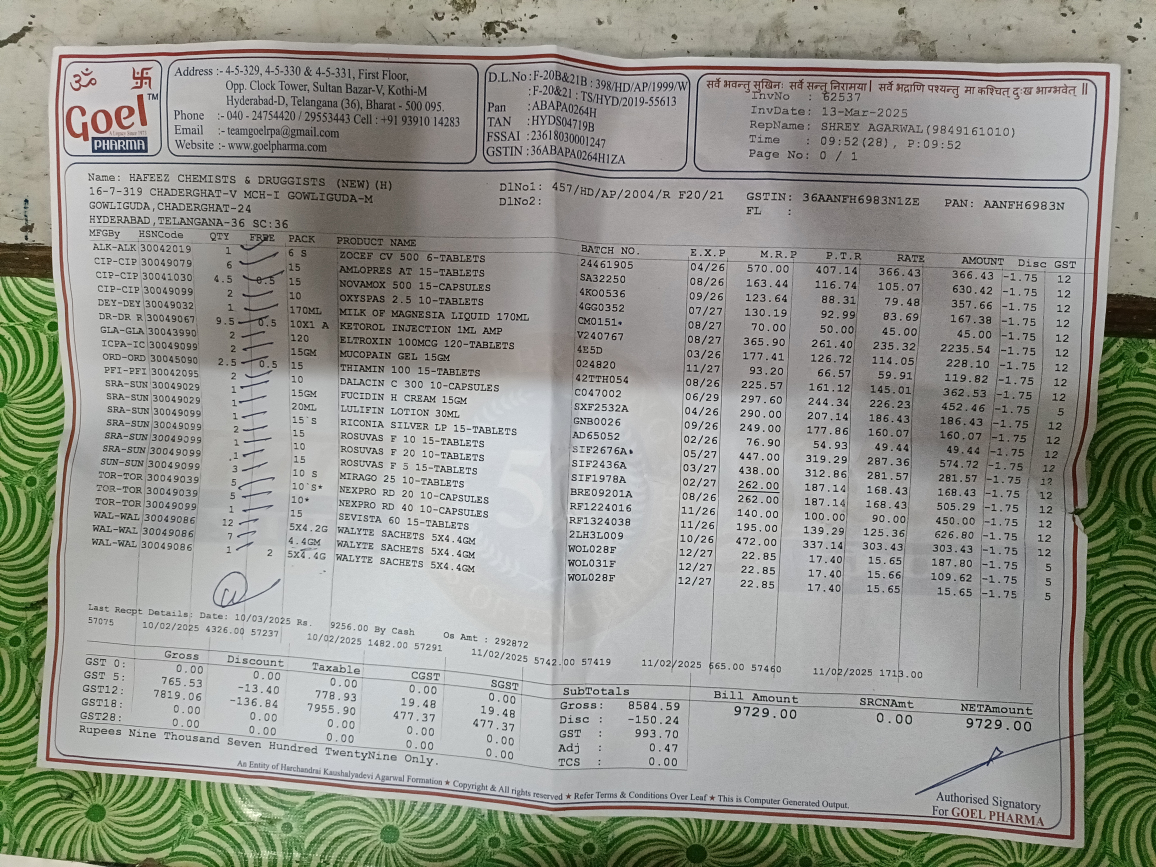 ॐ 卐
Goel TM
A Legacy Since 1971
PHARMA
Address :- 4-5-329, 4-5-330 & 4-5-331, First Floor,
Opp. Clock Tower, Sultan Bazar-V, Kothi-M
Hyderabad-D, Telangana (36), Bharat - 500 095.
Phone :- 040 - 24754420 / 29553443 Cell : +91 93910 14283
Email :- teamgoelrpa@gmail.com
Website :- www.goelpharma.com
D.L.No : F-20B&21B : 398/HD/AP/1999/W
: F-20&21 : TS/HYD/2019-55613
Pan : ABAPA0264H
TAN : HYDS04719B
FSSAI : 23618030001247
GSTIN : 36ABAPA0264H1ZA
सर्वे भवन्तु सुखिनः सर्वे सन्तु निरामया। सर्वे भद्राणि पश्यन्तु मा कश्चित् दुःख भाग्भवेत् ॥
InvNo : 62537
InvDate: 13-Mar-2025
RepName: SHREY AGARWAL(9849161010)
Time : 09:52(28), P:09:52
Page No: 0 / 1
Name: HAFEEZ CHEMISTS & DRUGGISTS (NEW)(H)
16-7-319 CHADERGHAT-V MCH-I GOWLIGUDA-M
GOWLIGUDA,CHADERGHAT-24
HYDERABAD,TELANGANA-36 SC:36
DlNo1: 457/HD/AP/2004/R F20/21 GSTIN: 36AANFH6983N1ZE PAN: AANFH6983N
DlNo2: FL :
MFGBy HSNCode QTY FREE PACK PRODUCT NAME BATCH NO. E.X.P M.R.P P.T.R RATE AMOUNT Disc GST
ALK-ALK 30042019 1 6 S ZOCEF CV 500 6-TABLETS 24461905 04/26 570.00 407.14 366.43 366.43 -1.75 12
CIP-CIP 30049079 6 15 AMLOPRES AT 15-TABLETS SA32250 08/26 163.44 116.74 105.07 630.42 -1.75 12
CIP-CIP 30041030 4.5 0.5 15 NOVAMOX 500 15-CAPSULES 4KO0536 09/26 123.64 88.31 79.48 357.66 -1.75 12
CIP-CIP 30049099 2 10 OXYSPAS 2.5 10-TABLETS 4GG0352 07/27 130.19 92.99 83.69 167.38 -1.75 12
DEY-DEY 30049032 1 170ML MILK OF MAGNESIA LIQUID 170ML CM0151* 08/27 70.00 50.00 45.00 45.00 -1.75 12
DR-DR R 30049067 9.5 0.5 10X1 A KETOROL INJECTION 1ML AMP V240767 08/27 365.90 261.40 235.32 2235.54 -1.75 12
GLA-GLA 30043990 2 120 ELTROXIN 100MCG 120-TABLETS 4E5D 03/26 177.41 126.72 114.05 228.10 -1.75 12
ICPA-IC 30049099 2 15GM MUCOPAIN GEL 15GM 024820 11/27 93.20 66.57 59.91 119.82 -1.75 12
ORD-ORD 30045090 2.5 0.5 15 THIAMIN 100 15-TABLETS 42TTH054 08/26 225.57 161.12 145.01 362.53 -1.75 12
PFI-PFI 30042095 2 10 DALACIN C 300 10-CAPSULES C047002 06/29 297.60 244.34 226.23 452.46 -1.75 5
SRA-SUN 30049029 1 15GM FUCIDIN H CREAM 15GM SXF2532A 04/26 290.00 207.14 186.43 186.43 -1.75 12
SRA-SUN 30049029 1 20ML LULIFIN LOTION 30ML GNB0026 09/26 249.00 177.86 160.07 160.07 -1.75 12
SRA-SUN 30049099 1 15`S RICONIA SILVER LP 15-TABLETS AD65052 02/26 76.90 54.93 49.44 49.44 -1.75 12
SRA-SUN 30049099 2 15 ROSUVAS F 10 15-TABLETS SIF2676A* 05/27 447.00 319.29 287.36 574.72 -1.75 12
SRA-SUN 30049099 1 10 ROSUVAS F 20 10-TABLETS SIF2436A 03/27 438.00 312.86 281.57 281.57 -1.75 12
SRA-SUN 30049099 1 15 ROSUVAS F 5 15-TABLETS SIF1978A 02/27 262.00 187.14 168.43 168.43 -1.75 12
SUN-SUN 30049099 3 10 S MIRAGO 25 10-TABLETS BRE09201A 08/26 262.00 187.14 168.43 505.29 -1.75 12
TOR-TOR 30049039 5 10`S* NEXPRO RD 20 10-CAPSULES RF1224016 11/26 140.00 100.00 90.00 450.00 -1.75 12
TOR-TOR 30049039 5 10* NEXPRO RD 40 10-CAPSULES RF1324038 11/26 195.00 139.29 125.36 626.80 -1.75 12
TOR-TOR 30049099 1 15 SEVISTA 60 15-TABLETS 2LH3L009 10/26 472.00 337.14 303.43 303.43 -1.75 12
WAL-WAL 30049086 12 5X4.2G WALYTE SACHETS 5X4.4GM WOL028F 12/27 22.85 17.40 15.65 187.80 -1.75 5
WAL-WAL 30049086 7 4.4GM WALYTE SACHETS 5X4.4GM WOL031F 12/27 22.85 17.40 15.66 109.62 -1.75 5
WAL-WAL 30049086 1 2 5X4.4G WALYTE SACHETS 5X4.4GM WOL028F 12/27 22.85 17.40 15.65 15.65 -1.75 5
Last Recpt Details: Date: 10/03/2025 Rs. 9256.00 By Cash Os Amt : 292872
57075 10/02/2025 4326.00 57237 10/02/2025 1482.00 57291 11/02/2025 5742.00 57419 11/02/2025 665.00 57460 11/02/2025 1713.00
Gross Discount Taxable CGST SGST
GST 0: 0.00 0.00 0.00 0.00 0.00
GST 5: 765.53 -13.40 778.93 19.48 19.48
GST12: 7819.06 -136.84 7955.90 477.37 477.37
GST18: 0.00 0.00 0.00 0.00 0.00
GST28: 0.00 0.00 0.00 0.00 0.00
Rupees Nine Thousand Seven Hundred TwentyNine Only.
SubTotals
Gross: 8584.59
Disc : -150.24
GST : 993.70
Adj : 0.47
TCS : 0.00
Bill Amount SRCNAmt NETAmount
9729.00 0.00 9729.00
An Entity of Harchandrai Kaushalyadevi Agarwal Formation ★ Copyright & All rights reserved ★ Refer Terms & Conditions Over Leaf ★ This is Computer Generated Output.
Authorised Signatory
For GOEL PHARMA